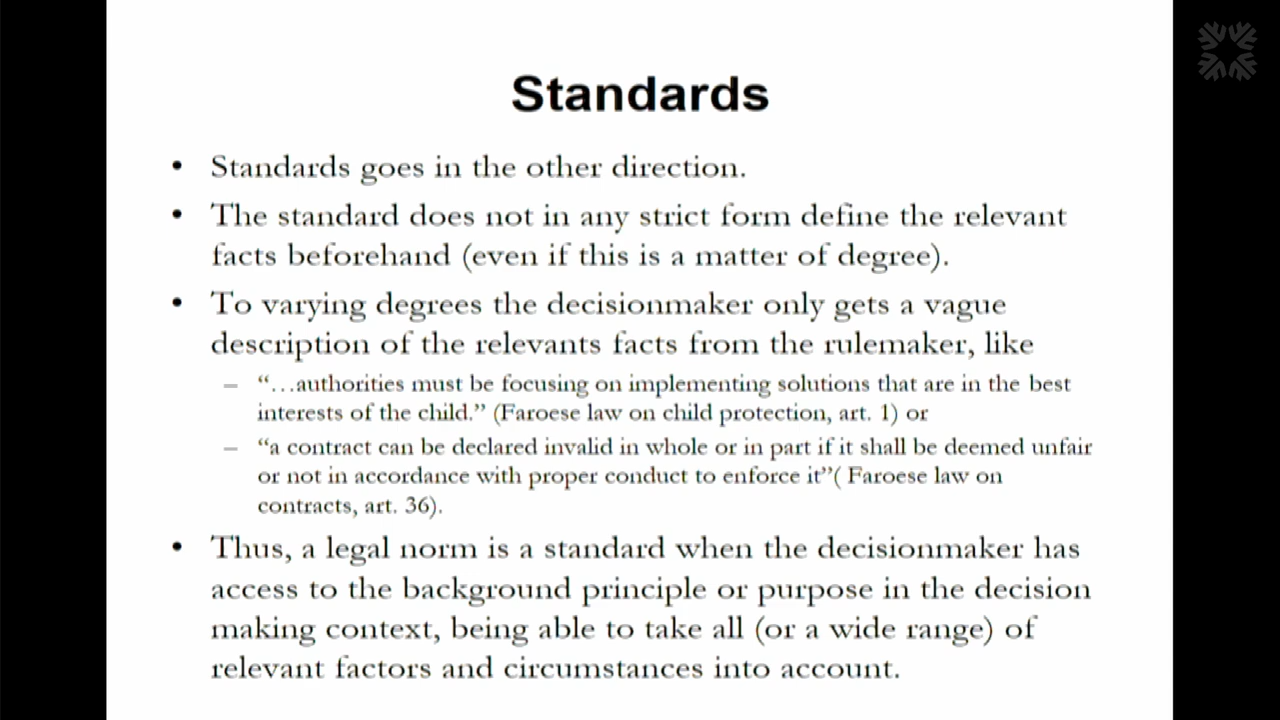 Standards
• Standards goes in the other direction.
• The standard does not in any strict form define the relevant
facts beforehand (even if this is a matter of degree).
• To varying degrees the decisionmaker only gets a vague
description of the relevants facts from the rulemaker, like
– “…authorities must be focusing on implementing solutions that are in the best
interests of the child.” (Faroese law on child protection, art. 1) or
– “a contract can be declared invalid in whole or in part if it shall be deemed unfair
or not in accordance with proper conduct to enforce it”( Faroese law on
contracts, art. 36).
• Thus, a legal norm is a standard when the decisionmaker has
access to the background principle or purpose in the decision
making context, being able to take all (or a wide range) of
relevant factors and circumstances into account.